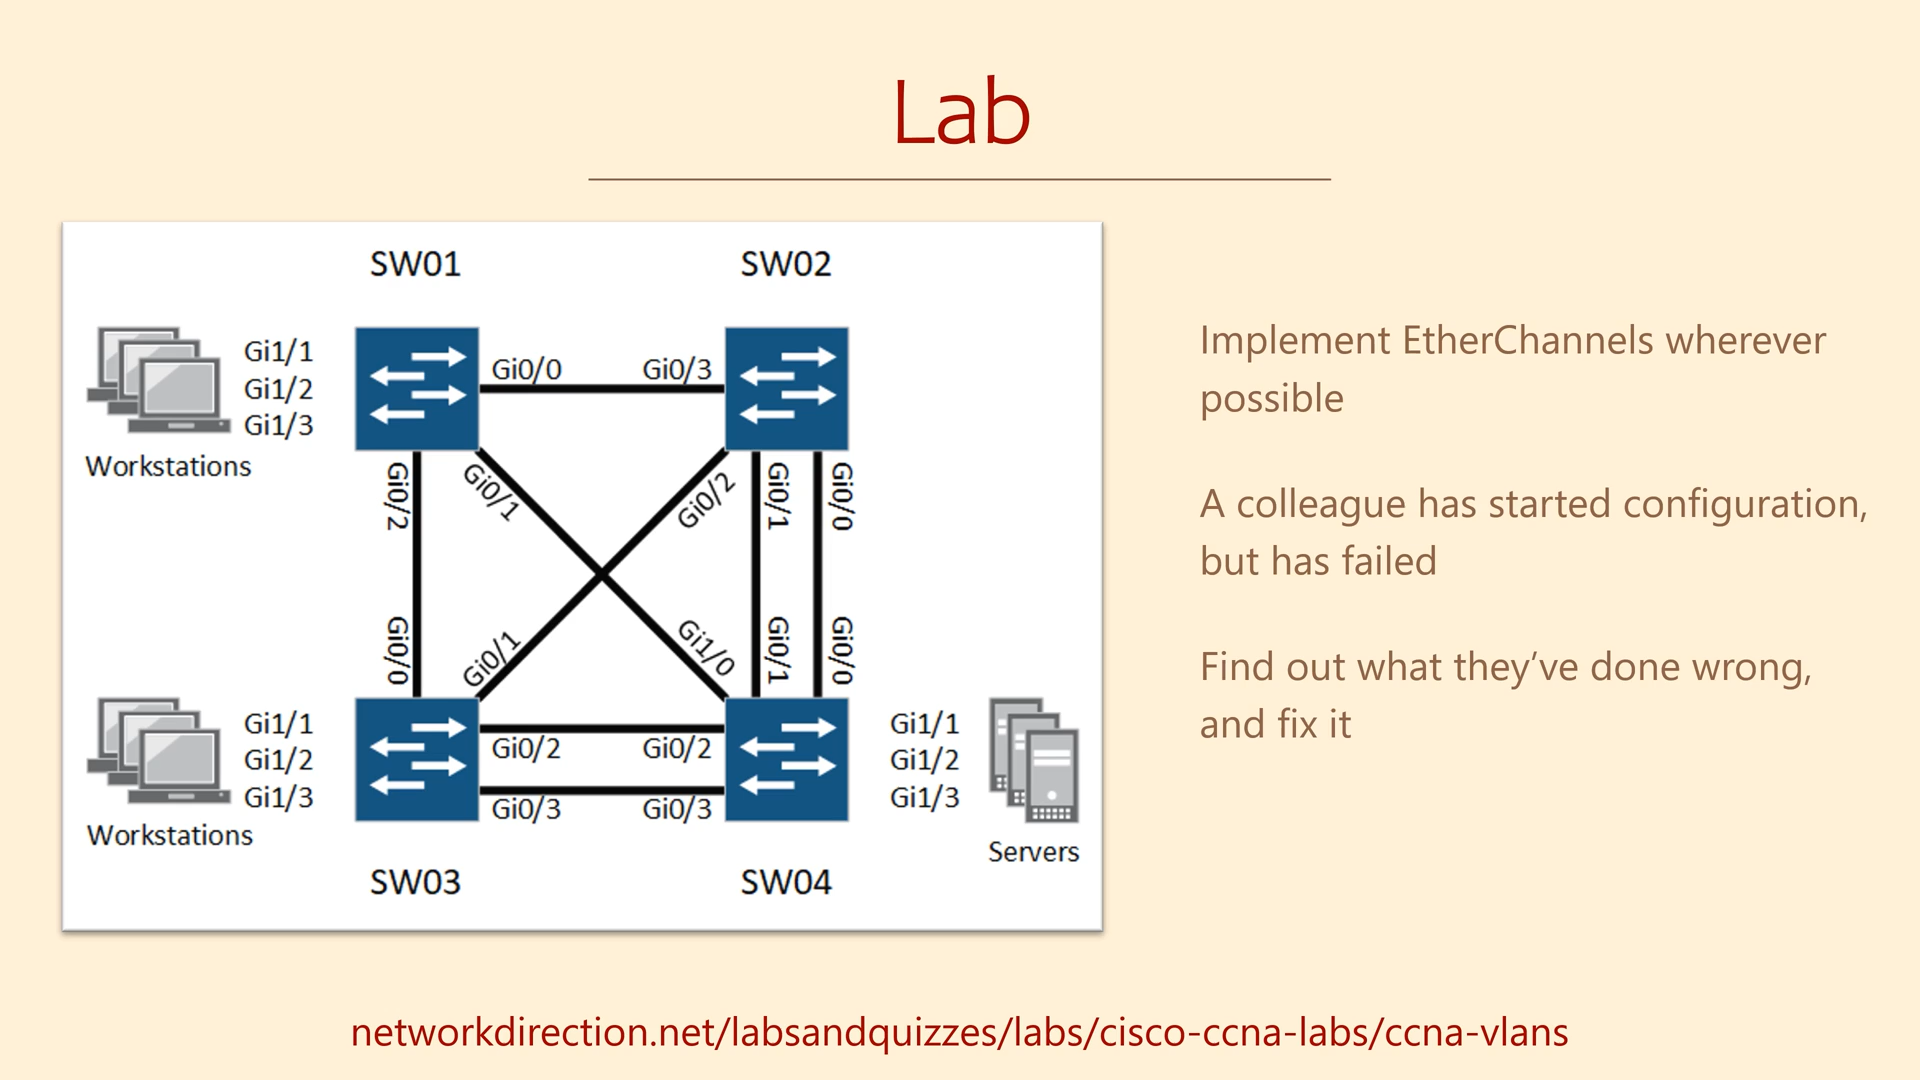 Lab
SW01
SW02
Gi1/1
Gi1/2
Gi1/3
Workstations
Gi0/0
Gi0/3
Gi0/2
Gi0/1
Gi0/2
Gi0/1
Gi0/0
Gi0/0
Gi0/1
Gi1/0
Gi0/1
Gi0/0
Gi1/1
Gi1/2
Gi1/3
Workstations
Gi0/2
Gi0/2
Gi0/3
Gi0/3
Gi1/1
Gi1/2
Gi1/3
Servers
SW03
SW04
Implement EtherChannels wherever
possible
A colleague has started configuration,
but has failed
Find out what they’ve done wrong,
and fix it
networkdirection.net/labsandquizzes/labs/cisco-ccna-labs/ccna-vlans